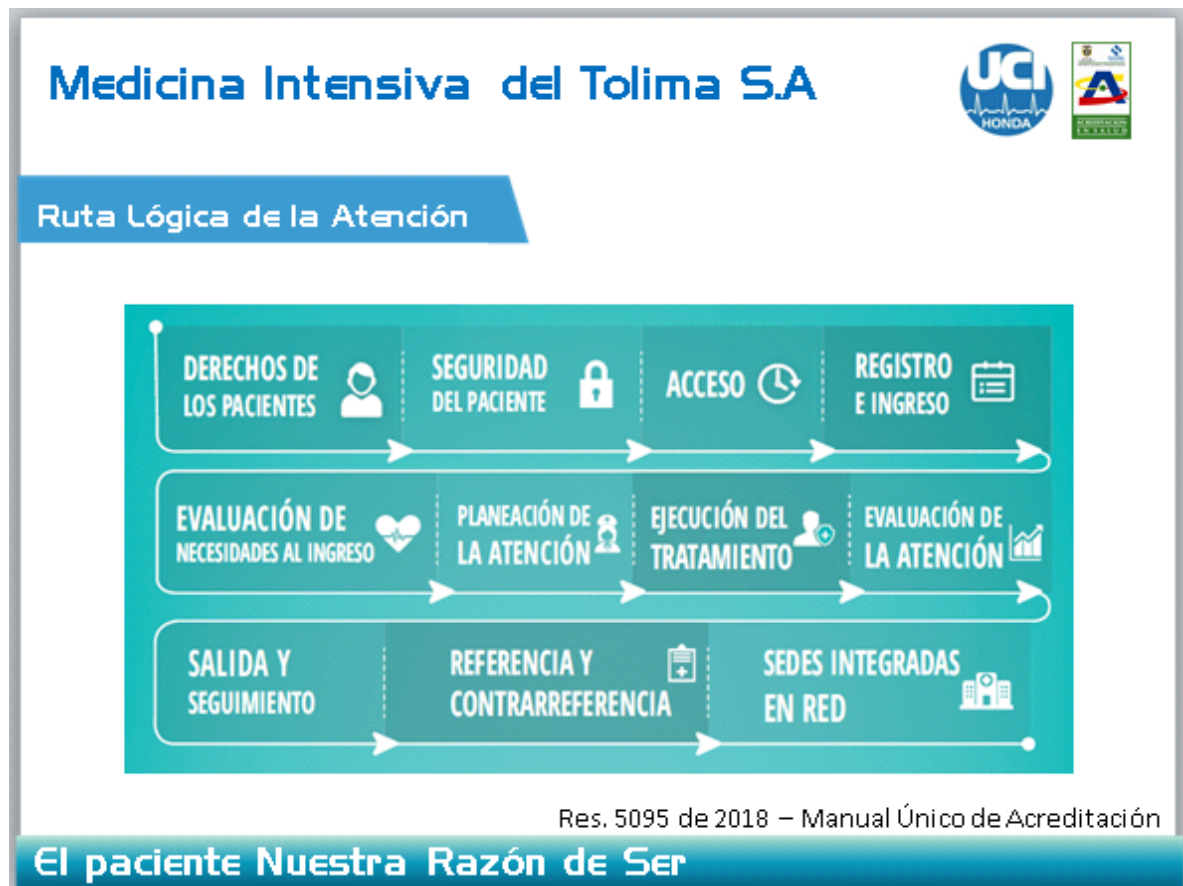 Medicina Intensiva del Tolima S.A
UCI
HONDA
ACREDITACION
EN SALUD
Ruta Lógica de la Atención
DERECHOS DE
LOS PACIENTES
SEGURIDAD
DEL PACIENTE
ACCESO
REGISTRO
E INGRESO
EVALUACIÓN DE
NECESIDADES AL INGRESO
PLANEACIÓN DE
LA ATENCIÓN
EJECUCIÓN DEL
TRATAMIENTO
EVALUACIÓN DE
LA ATENCIÓN
SALIDA Y
SEGUIMIENTO
REFERENCIA Y
CONTRARREFERENCIA
SEDES INTEGRADAS
EN RED
Res. 5095 de 2018 – Manual Único de Acreditación
El paciente Nuestra Razón de Ser